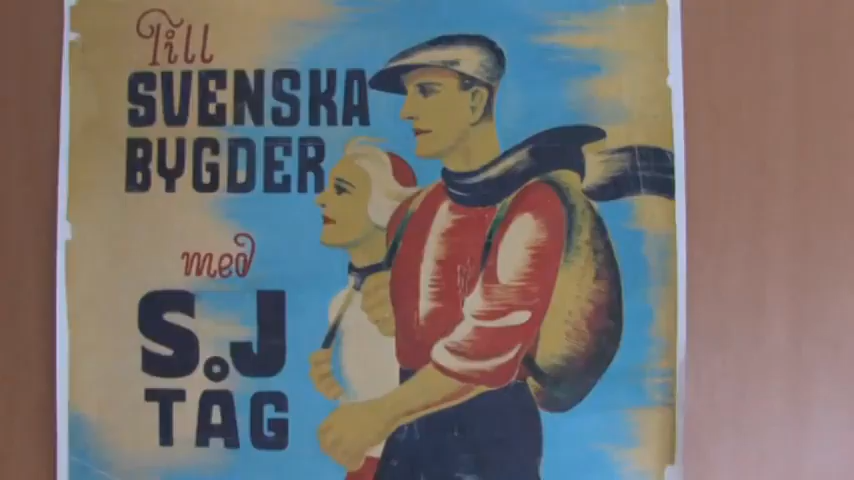 Till
SVENSKA
BYGDER
med
S.J
TÅG